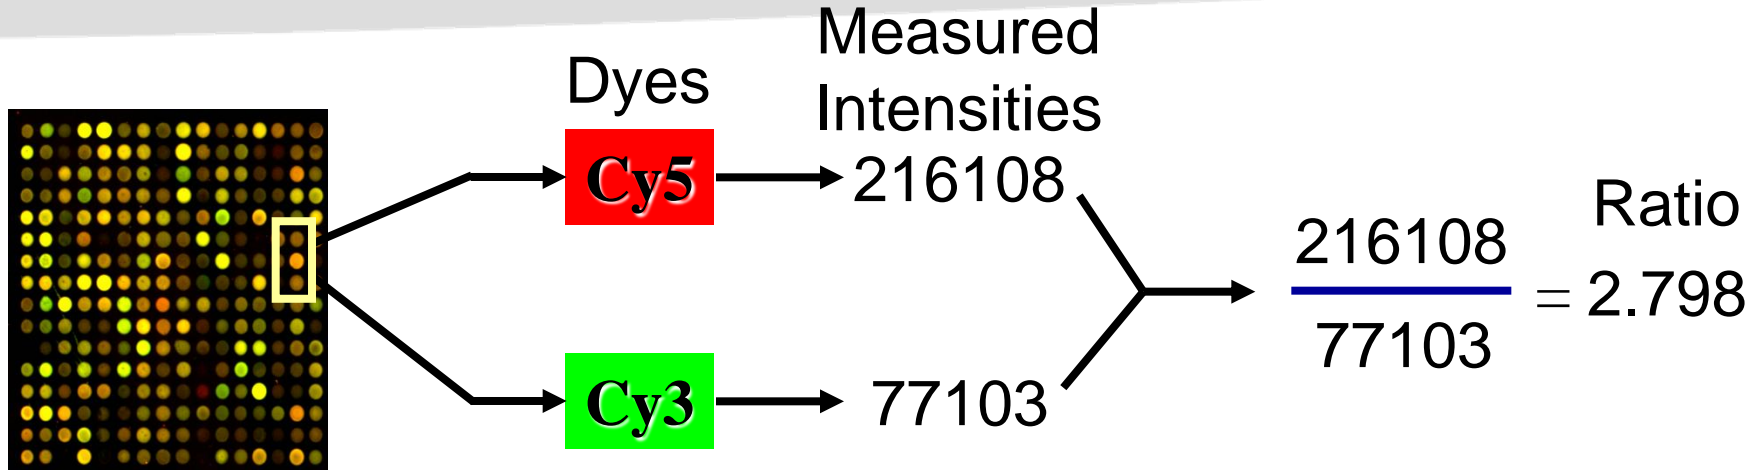 Dyes
Measured
Intensities
Cy5
216108
Cy3
77103
216108
77103
= 2.798
Ratio